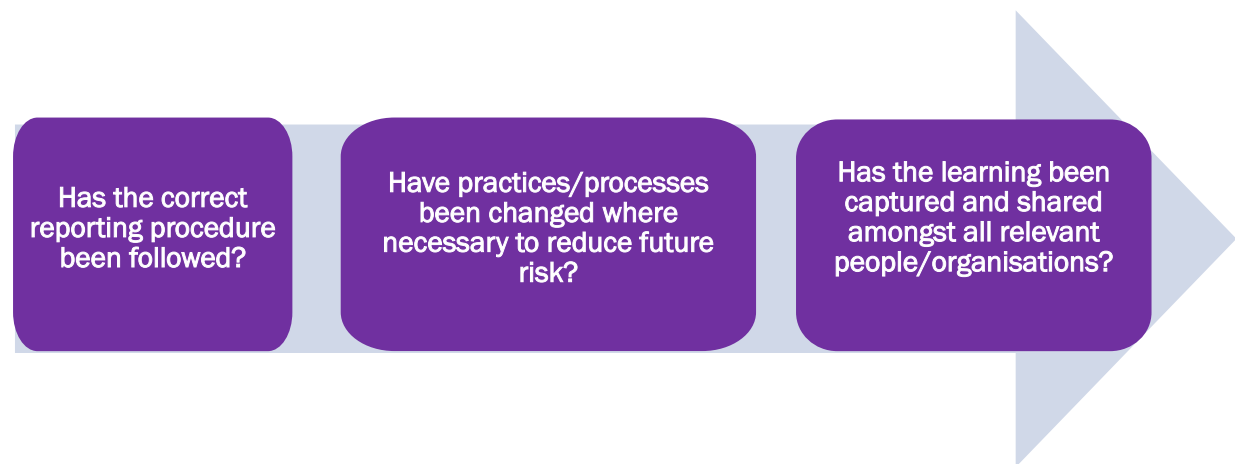 Has the correct
reporting procedure
been followed?
Have practices/processes
been changed where
necessary to reduce future
risk?
Has the learning been
captured and shared
amongst all relevant
people/organisations?